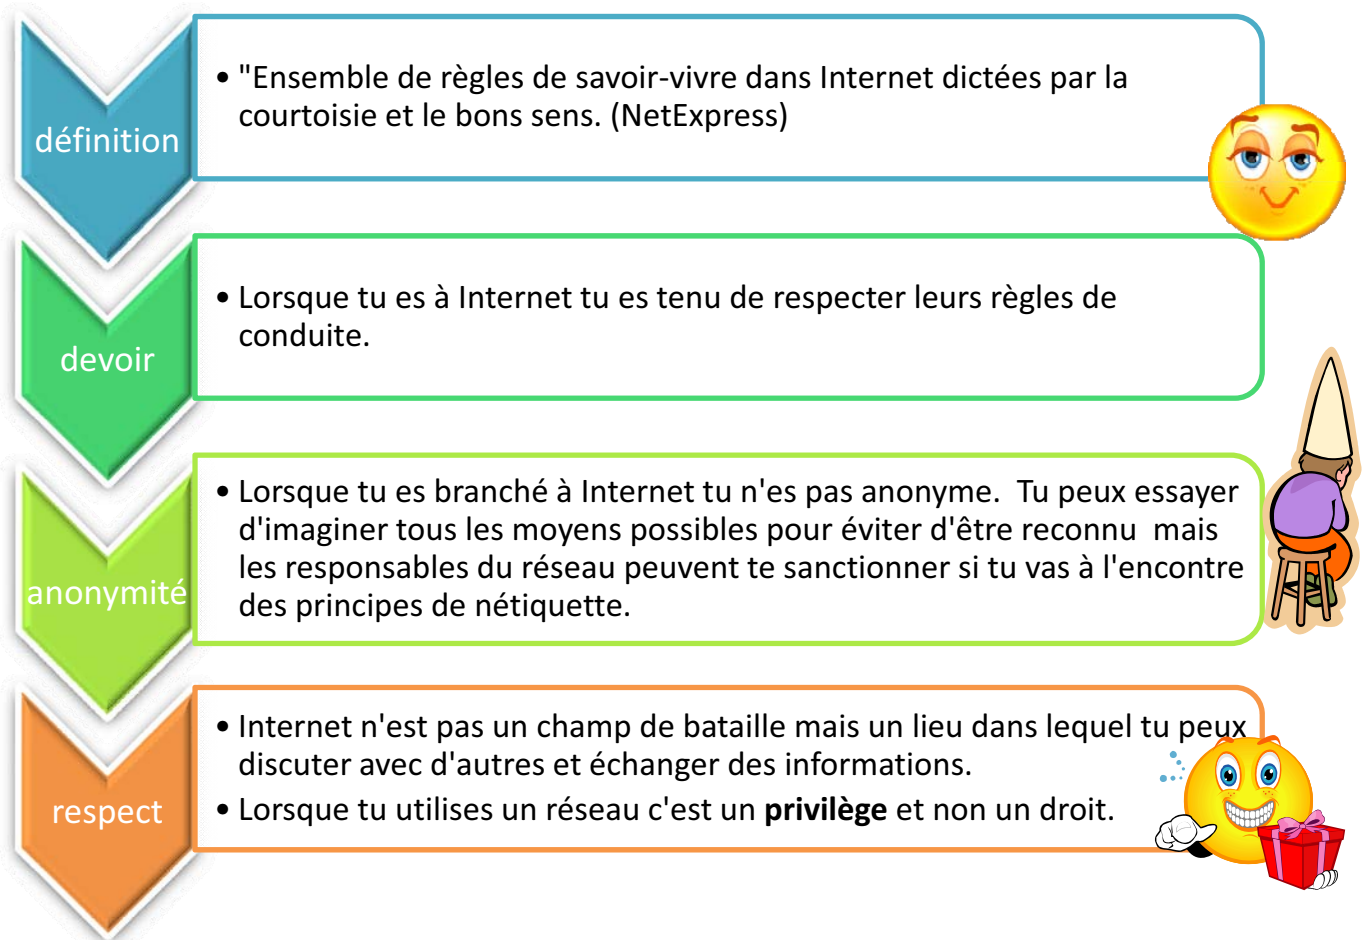 définition
• "Ensemble de règles de savoir-vivre dans Internet dictées par la
courtoisie et le bons sens. (NetExpress)
devoir
• Lorsque tu es à Internet tu es tenu de respecter leurs règles de
conduite.
anonymité
• Lorsque tu es branché à Internet tu n'es pas anonyme.  Tu peux essayer
d'imaginer tous les moyens possibles pour éviter d'être reconnu  mais
les responsables du réseau peuvent te sanctionner si tu vas à l'encontre
des principes de nétiquette.
respect
• Internet n'est pas un champ de bataille mais un lieu dans lequel tu peux
discuter avec d'autres et échanger des informations.
• Lorsque tu utilises un réseau c'est un privilège et non un droit.